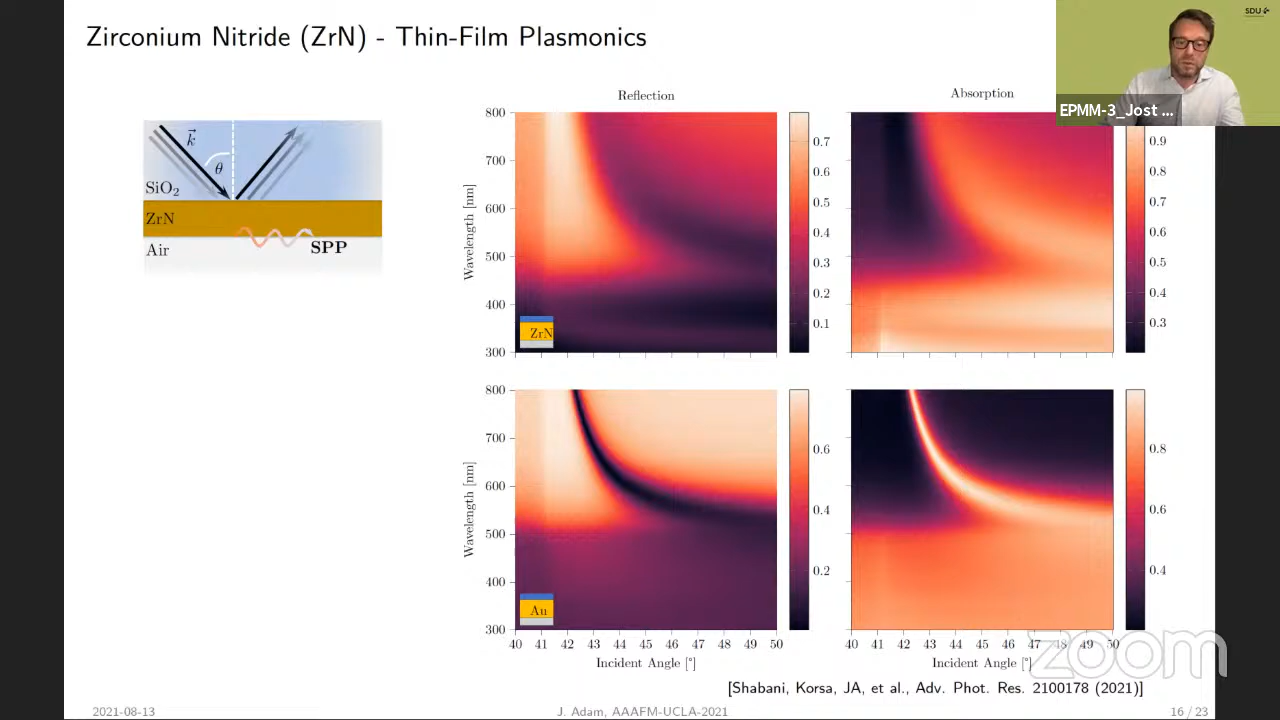 Zirconium Nitride (ZrN) - Thin-Film Plasmonics
SDU
EPMM-3_Jost ...
k
θ
SiO2
ZrN
Air
SPP
Reflection
Absorption
Wavelength [nm]
800
700
600
500
400
300
ZrN
0.7
0.6
0.5
0.4
0.3
0.2
0.1
0.9
0.8
0.7
0.6
0.5
0.4
0.3
Wavelength [nm]
800
700
600
500
400
300
Au
0.6
0.4
0.2
0.8
0.6
0.4
40 41 42 43 44 45 46 47 48 49 50
Incident Angle [°]
40 41 42 43 44 45 46 47 48 49 50
Incident Angle [°]
zoom
[Shabani, Korsa, JA, et al., Adv. Phot. Res. 2100178 (2021)]
2021-08-13
J. Adam, AAAFM-UCLA-2021
16 / 23